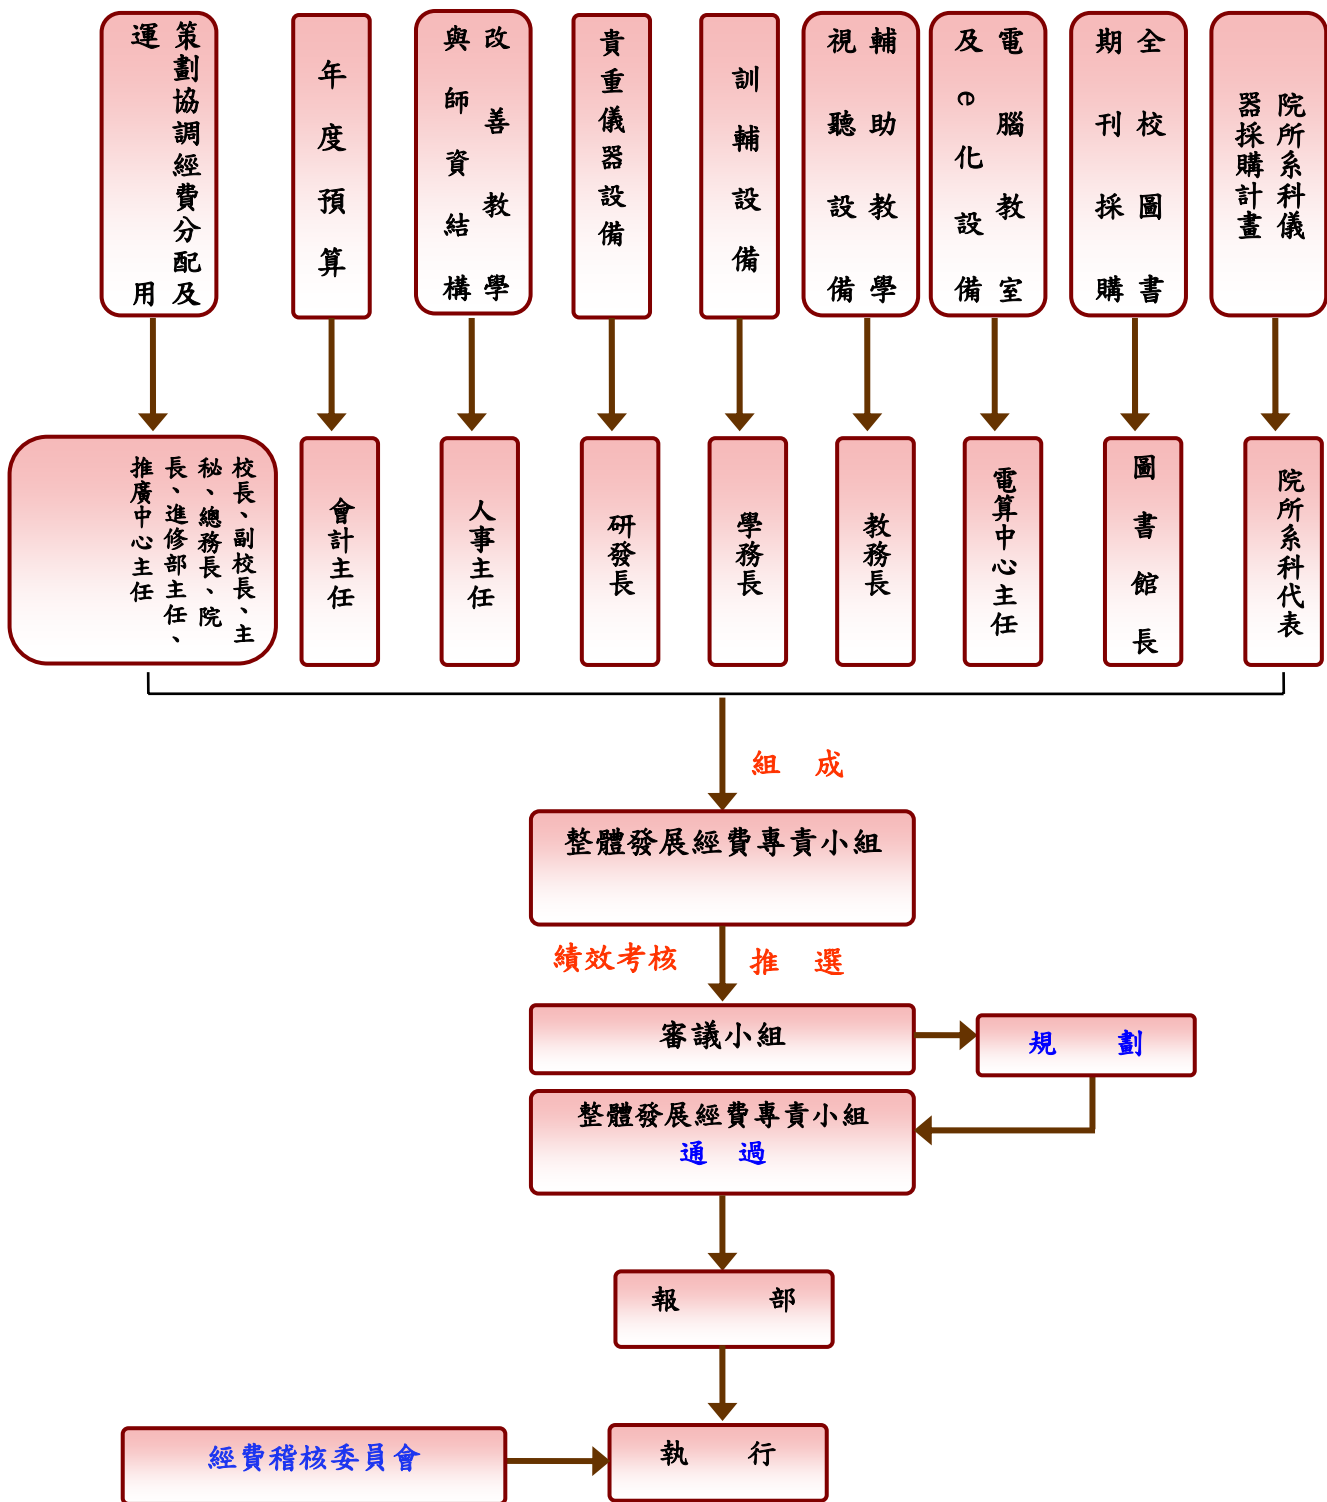 策劃協調經費分配及
運用
年度預算
改善教學
與師資結構
貴重儀器設備
訓輔設備
輔助教學
視聽設備
電腦教室
及e化設備
全校圖書
期刊採購
院所系科儀
器採購計畫
校長、副校長、主
秘、總務長、院
長、進修部主任、
推廣中心主任
會計主任
人事主任
研發長
學務長
教務長
電算中心主任
圖書館長
院所系科代表
組 成
整體發展經費專責小組
績效考核
推 選
審議小組
規 劃
整體發展經費專責小組
通 過
報 部
經費稽核委員會
執 行